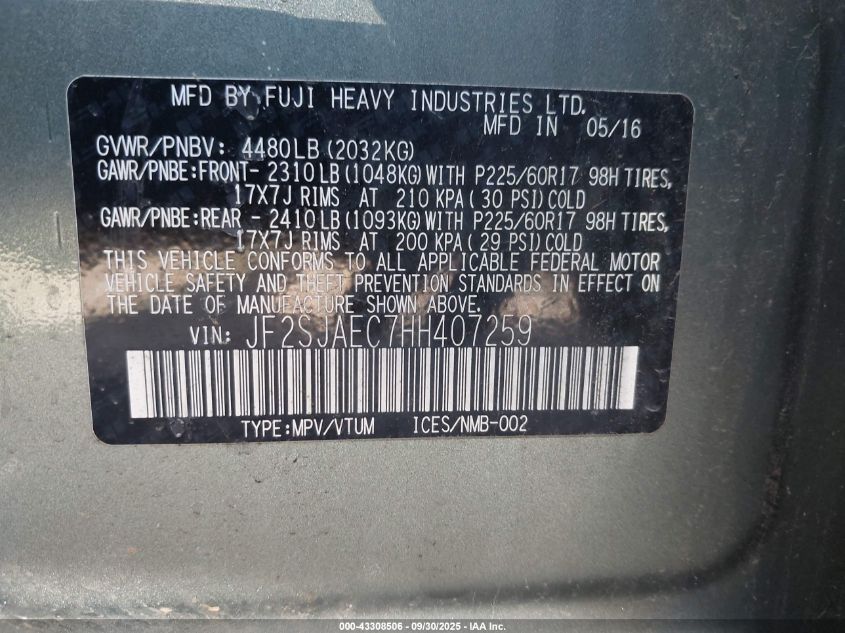 MFD BY FUJI HEAVY INDUSTRIES LTD.
MFD IN 05/16
GVWR/PNBV: 4480LB (2032KG)
GAWR/PNBE:FRONT- 2310LB (1048KG) WITH P225/60R17 98H TIRES,
17X7J RIMS AT 210 KPA ( 30 PSI) COLD
GAWR/PNBE:REAR - 2410LB (1093KG) WITH P225/60R17 98H TIRES,
17X7J RIMS AT 200 KPA ( 29 PSI) COLD
THIS VEHICLE CONFORMS TO ALL APPLICABLE FEDERAL MOTOR
VEHICLE SAFETY AND THEFT PREVENTION STANDARDS IN EFFECT ON
THE DATE OF MANUFACTURE SHOWN ABOVE.
VIN: JF2SJAEC7HH407259
TYPE:MPV/VTUM ICES/NMB-002
000-43308506 - 09/30/2025 - IAA Inc.